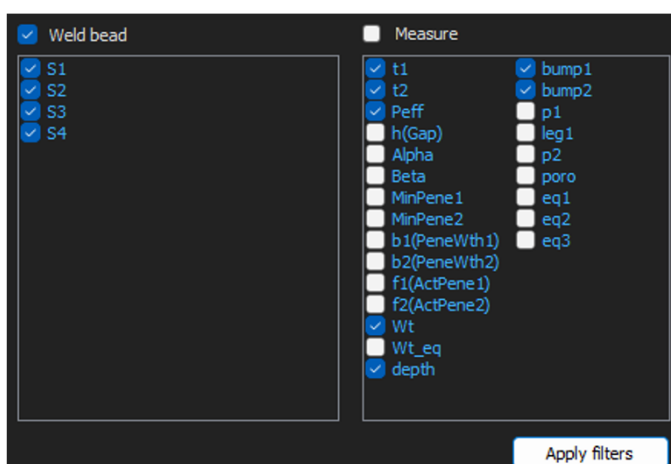 Weld bead
S1
S2
S3
S4
Measure
t1
t2
Peff
h(Gap)
Alpha
Beta
MinPene1
MinPene2
b1(PeneWth1)
b2(PeneWth2)
f1(ActPene1)
f2(ActPene2)
Wt
Wt_eq
depth
bump1
bump2
p1
leg1
p2
poro
eq1
eq2
eq3
Apply filters